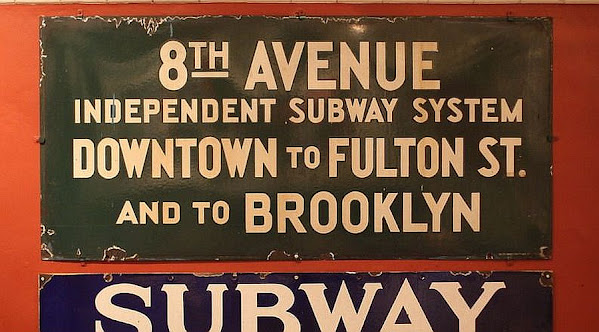 8TH AVENUE
INDEPENDENT SUBWAY SYSTEM
DOWNTOWN TO FULTON ST.
AND TO BROOKLYN
SUBWAY